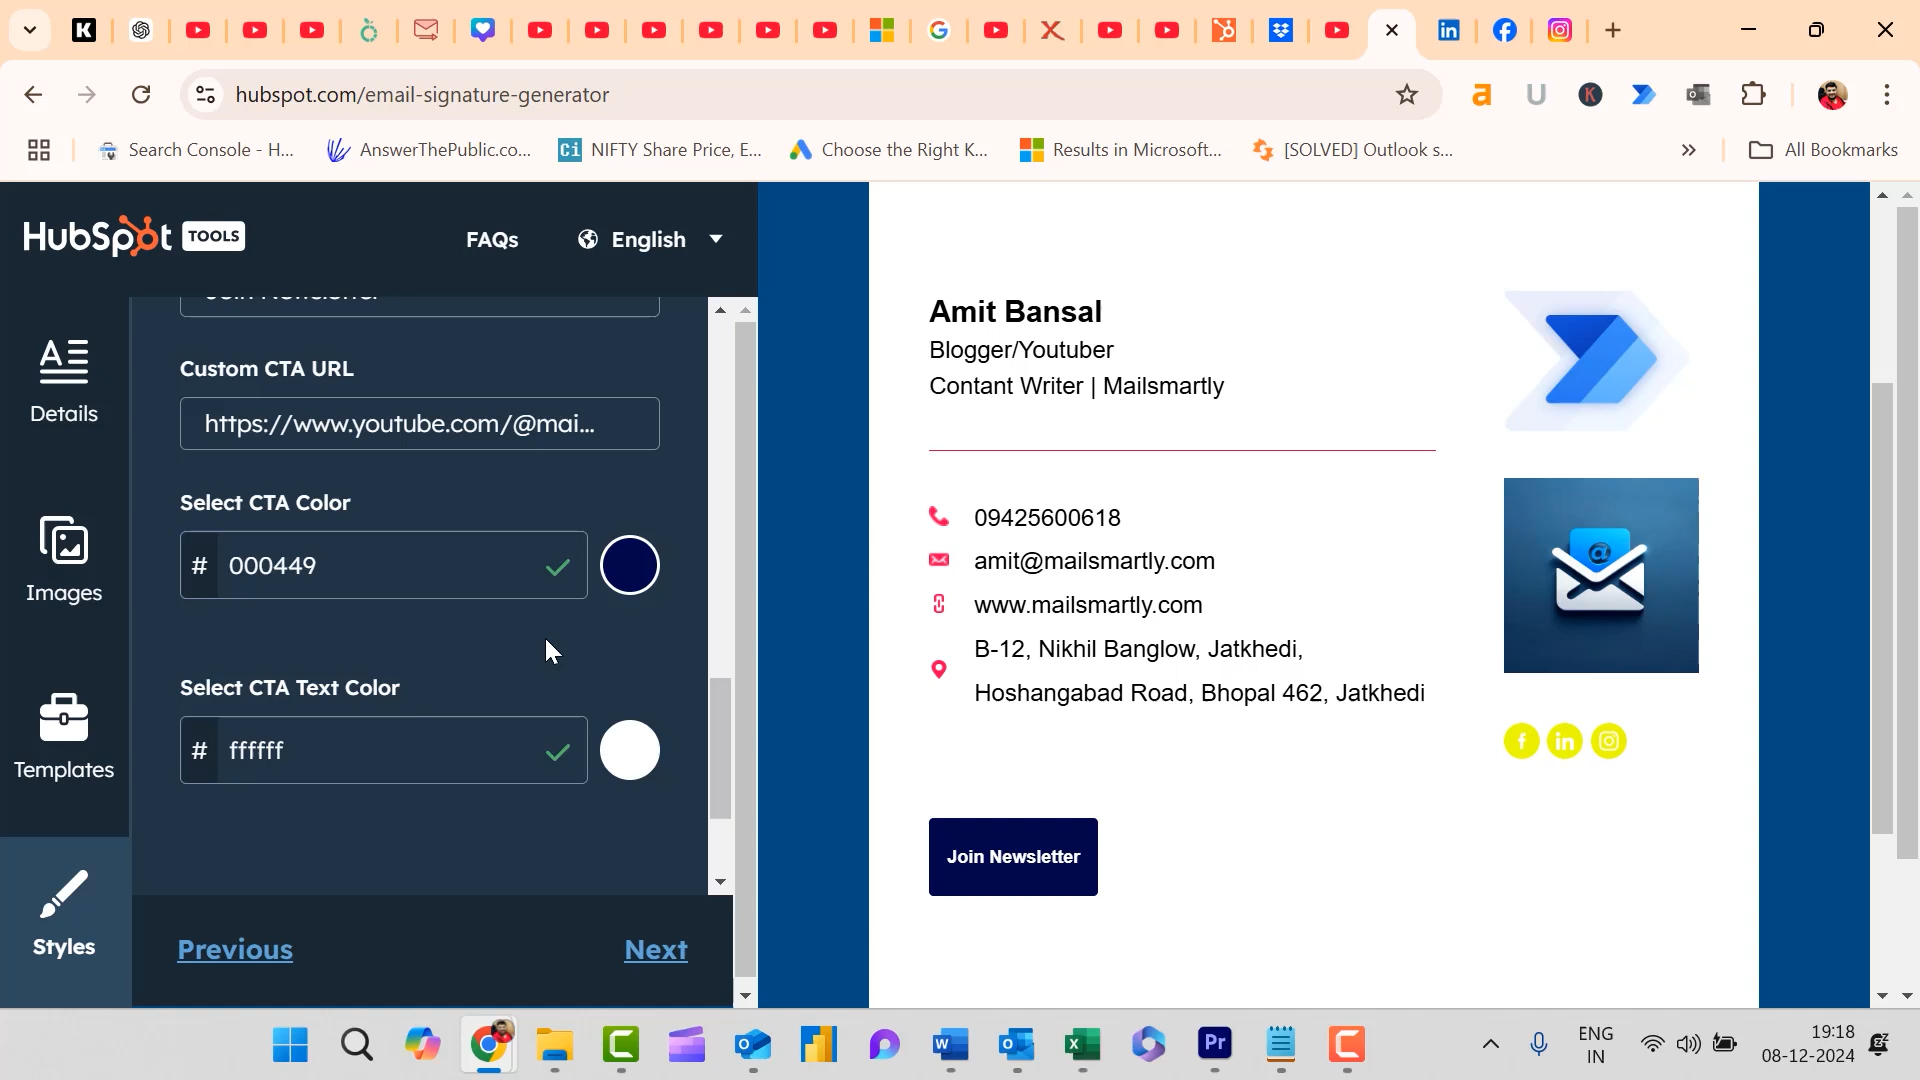 hubspot.com/email-signature-generator
Search Console - H...
AnswerThePublic.co...
Ci NIFTY Share Price, E...
Choose the Right K...
Results in Microsoft...
[SOLVED] Outlook s...
All Bookmarks
HubSpot TOOLS
FAQs
English
Details
Images
Templates
Styles
Custom CTA URL
https://www.youtube.com/@mai...
Select CTA Color
# 000449
Select CTA Text Color
# ffffff
Previous
Next
Amit Bansal
Blogger/Youtuber
Contant Writer | Mailsmartly
09425600618
amit@mailsmartly.com
www.mailsmartly.com
B-12, Nikhil Banglow, Jatkhedi,
Hoshangabad Road, Bhopal 462, Jatkhedi
Join Newsletter
ENG
IN
19:18
08-12-2024